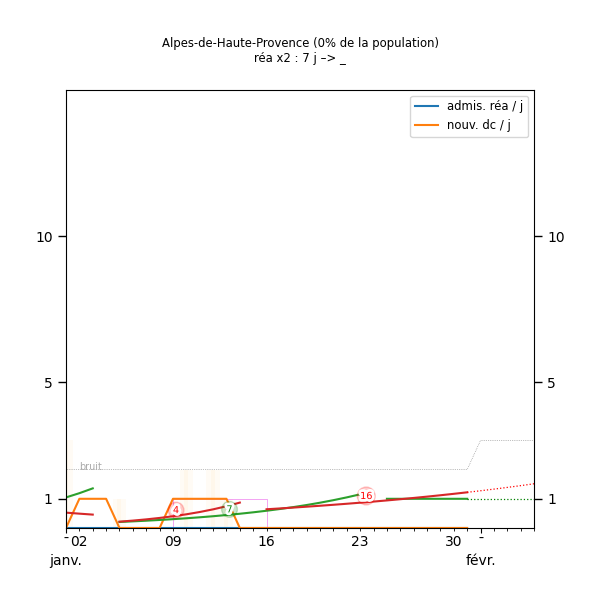 Alpes-de-Haute-Provence (0% de la population)
réa x2 : 7 j –> _
admis. réa / j
nouv. dc / j
10
10
5
5
bruit
1
1
4
7
16
02
09
16
23
30
janv.
févr.